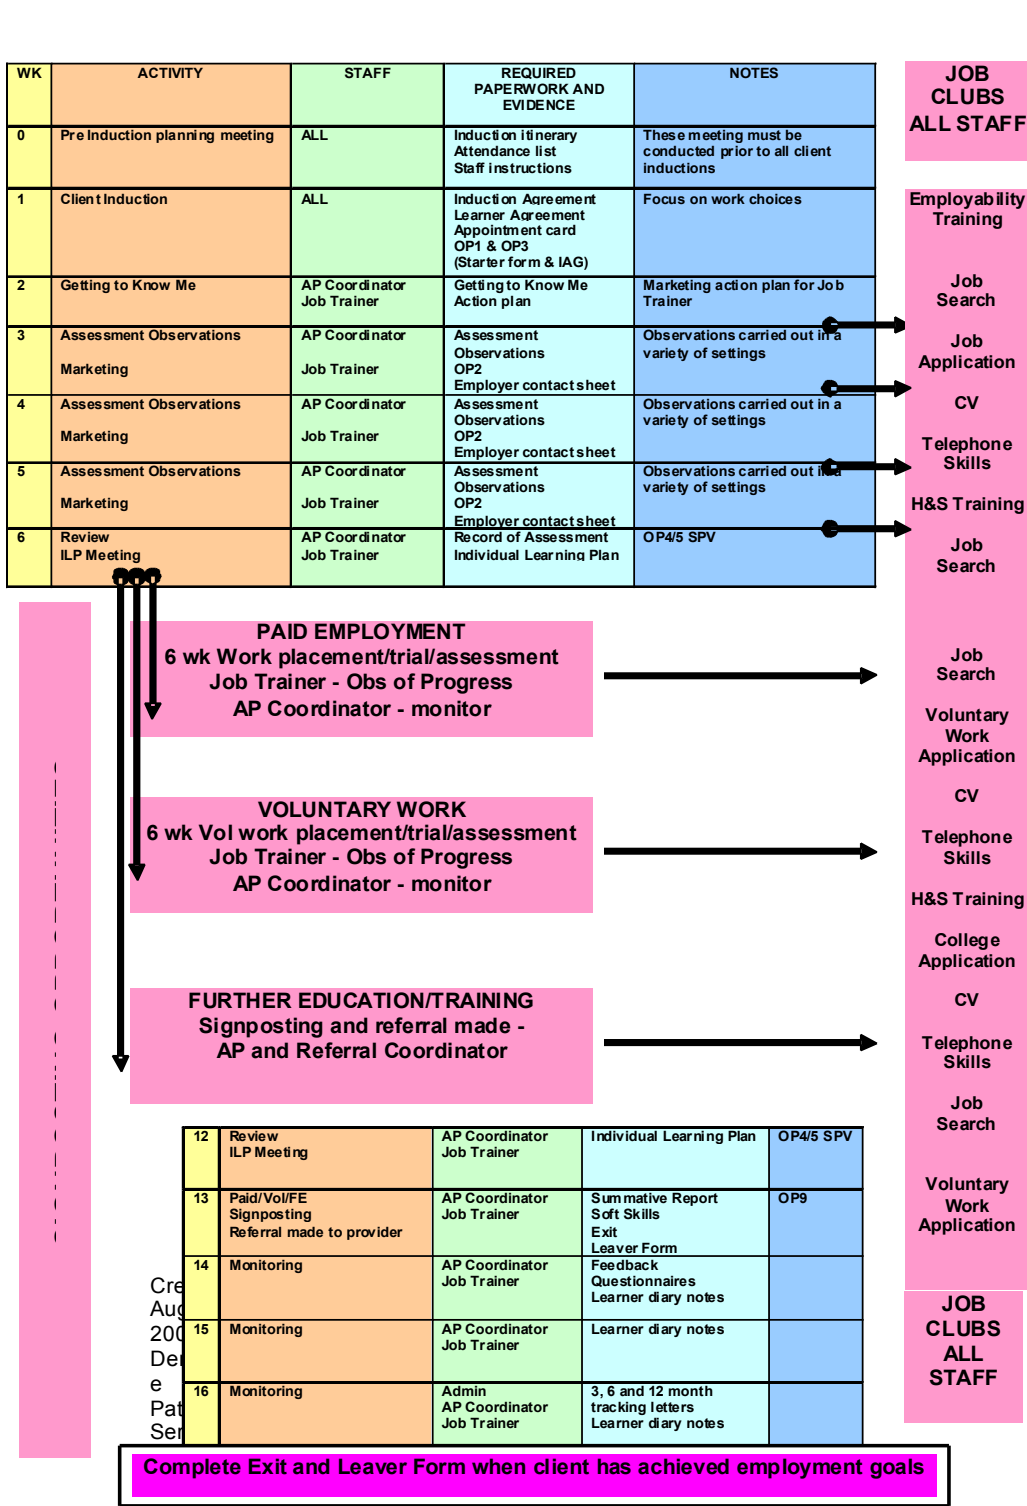 WK ACTIVITY STAFF REQUIRED PAPERWORK AND EVIDENCE NOTES
0 Pre Induction planning meeting ALL Induction itinerary These meeting must be
Attendance list conducted prior to all client
Staff instructions inductions
1 Client Induction ALL Induction Agreement Focus on work choices
Learner Agreement
Appointment card
OP1 & OP3
(Starter form & IAG)
2 Getting to Know Me AP Coordinator Getting to Know Me Marketing action plan for Job
Job Trainer Action plan Trainer
3 Assessment Observations AP Coordinator Assessment Observations carried out in a
Observations variety of settings
Marketing Job Trainer OP2
Employer contact sheet
4 Assessment Observations AP Coordinator Assessment Observations carried out in a
Observations variety of settings
Marketing Job Trainer OP2
Employer contact sheet
5 Assessment Observations AP Coordinator Assessment Observations carried out in a
Observations variety of settings
Marketing Job Trainer OP2
Employer contact sheet
6 Review AP Coordinator Record of Assessment OP4/5 SPV
ILP Meeting Job Trainer Individual Learning Plan
JOB
CLUBS
ALL STAFF
Employability
Training
Job
Search
Job
Application
CV
Telephone
Skills
H&S Training
Job
Search
Job
Search
Voluntary
Work
Application
CV
Telephone
Skills
H&S Training
College
Application
CV
Telephone
Skills
Job
Search
Voluntary
Work
Application
JOB
CLUBS
ALL
STAFF
PAID EMPLOYMENT
6 wk Work placement/trial/assessment
Job Trainer - Obs of Progress
AP Coordinator - monitor
VOLUNTARY WORK
6 wk Vol work placement/trial/assessment
Job Trainer - Obs of Progress
AP Coordinator - monitor
FURTHER EDUCATION/TRAINING
Signposting and referral made -
AP and Referral Coordinator
12 Review AP Coordinator Individual Learning Plan OP4/5 SPV
ILP Meeting Job Trainer
13 Paid/Vol/FE AP Coordinator Summative Report OP9
Signposting Job Trainer Soft Skills
Referral made to provider Exit
Leaver Form
14 Monitoring AP Coordinator Feedback
Job Trainer Questionnaires
Learner diary notes
15 Monitoring AP Coordinator Learner diary notes
Job Trainer
16 Monitoring Admin 3, 6 and 12 month
AP Coordinator tracking letters
Job Trainer Learner diary notes
Complete Exit and Leaver Form when client has achieved employment goals